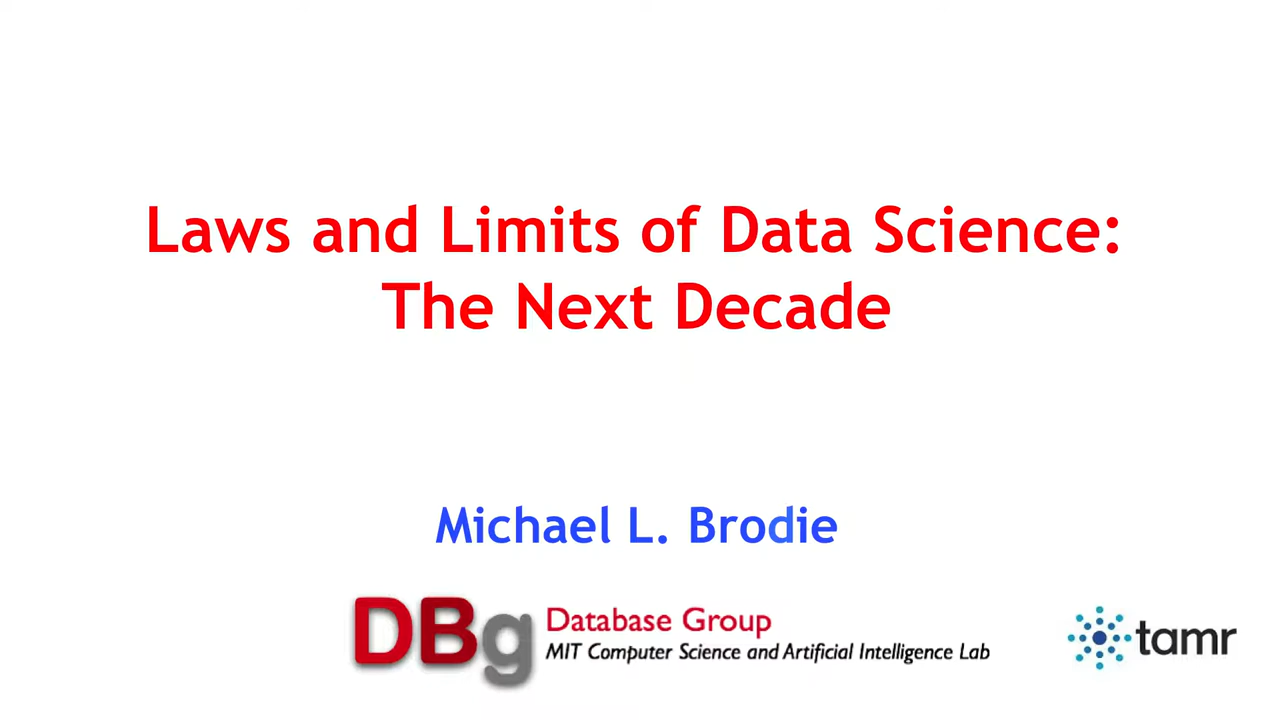 Laws and Limits of Data Science:
The Next Decade
Michael L. Brodie
DBg
Database Group
MIT Computer Science and Artificial Intelligence Lab
tamr